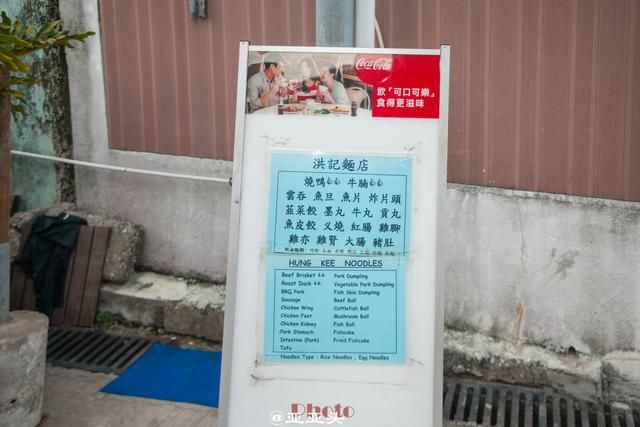 Coca-Cola
飲「可口可樂」
食得更滋味
洪記麵店
燒鴨👍👍 牛腩👍👍
雲吞 魚旦 魚片 炸片頭
韮菜餃 墨丸 牛丸 貢丸
魚皮餃 义燒 紅腸 雞腳
雞亦 雞腎 大腸 豬肚
HUNG KEE NOODLES
Beef Brisket 👍👍 Pork Dumpling
Roast Duck 👍👍 Vegetable Pork Dumpling
BBQ Pork Fish Skin Dumpling
Sausage Beef Ball
Chicken Wing Cuttlefish Ball
Chicken Feet Mushroom Ball
Chicken Kidney Fish Ball
Pork Stomach Fishcake
Intestine (Pork) Fried Fishcake
Tofu
Noodles Type : Rice Noodles , Egg Noodles
Photo
@亚亚头